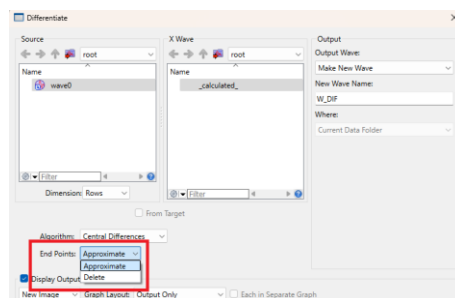 Differentiate
Source
X Wave
Output
root
root
Output Wave:
Make New Wave
Name
Name
New Wave Name:
wave0
_calculated_
W_DIF
Where:
Current Data Folder
Filter
Filter
Dimension: Rows
From Target
Algorithm: Central Differences
End Points: Approximate
Approximate
Delete
Display Output
New Image
Graph Layout: Output Only
Each in Separate Graph